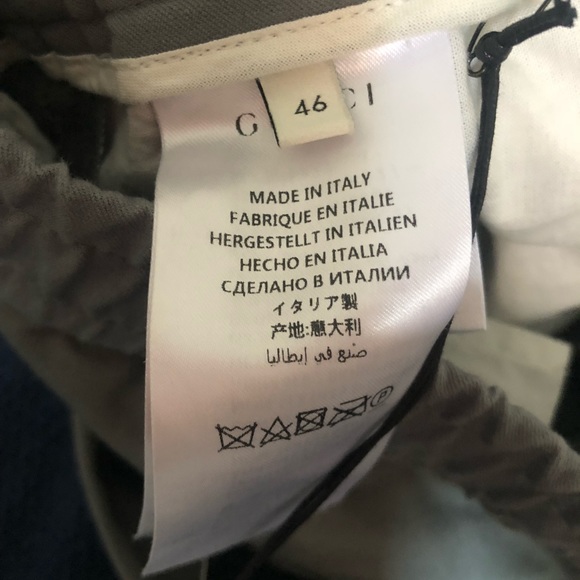 G CI
46
MADE IN ITALY
FABRIQUE EN ITALIE
HERGESTELLT IN ITALIEN
HECHO EN ITALIA
СДЕЛАНО В ИТАЛИИ
イタリア製
产地:意大利
صنع في إيطاليا
P